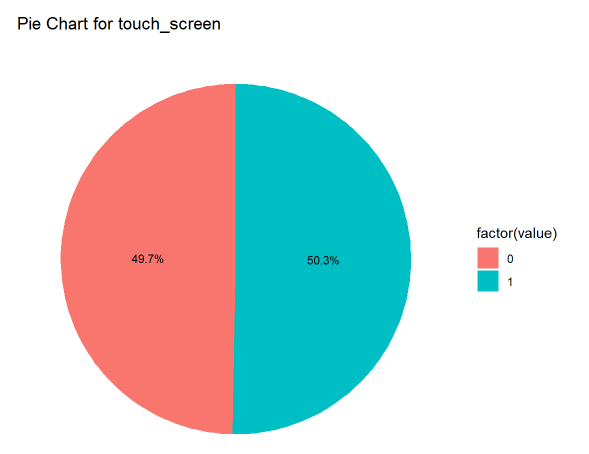 Pie Chart for touch_screen
49.7%
50.3%
factor(value)
0
1